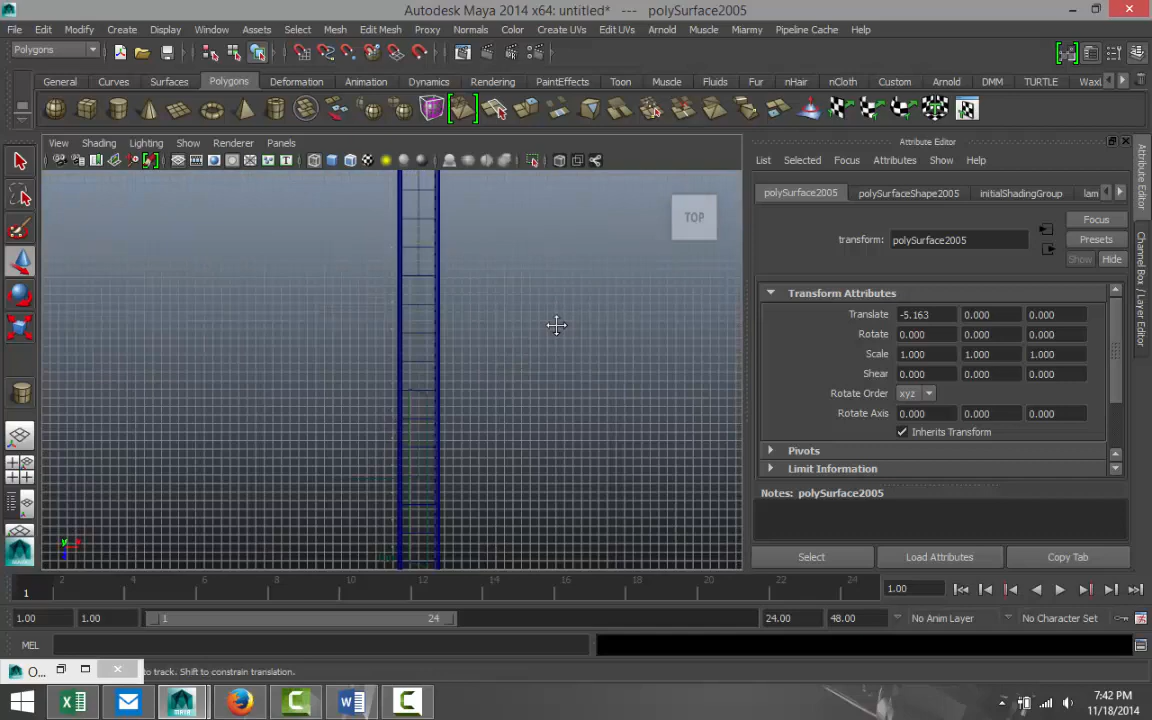 Autodesk Maya 2014 x64: untitled* --- polySurface2005
File Edit Modify Create Display Window Assets Select Mesh Edit Mesh Proxy Normals Color Create UVs Edit UVs Arnold Muscle Miarmy Pipeline Cache Help
Polygons
General Curves Surfaces Polygons Deformation Animation Dynamics Rendering PaintEffects Toon Muscle Fluids Fur nHair nCloth Custom Arnold DMM TURTLE
View Shading Lighting Show Renderer Panels
TOP
Attribute Editor
List Selected Focus Attributes Show Help
polySurface2005 polySurfaceShape2005 initialShadingGroup lam
Focus
transform: polySurface2005
Presets
Show Hide
Transform Attributes
Translate -5.163 0.000 0.000
Rotate 0.000 0.000 0.000
Scale 1.000 1.000 1.000
Shear 0.000 0.000 0.000
Rotate Order xyz
Rotate Axis 0.000 0.000 0.000
Inherits Transform
Pivots
Limit Information
Notes: polySurface2005
Select Load Attributes Copy Tab
Attribute Editor
Channel Box / Layer Editor
y x
2 4 6 8 10 12 14 16 18 20 22 24
1 1.00
1.00 1.00 1 24 24.00 48.00 No Anim Layer No Character Set
MEL
O... to track. Shift to constrain translation.
7:42 PM
11/18/2014